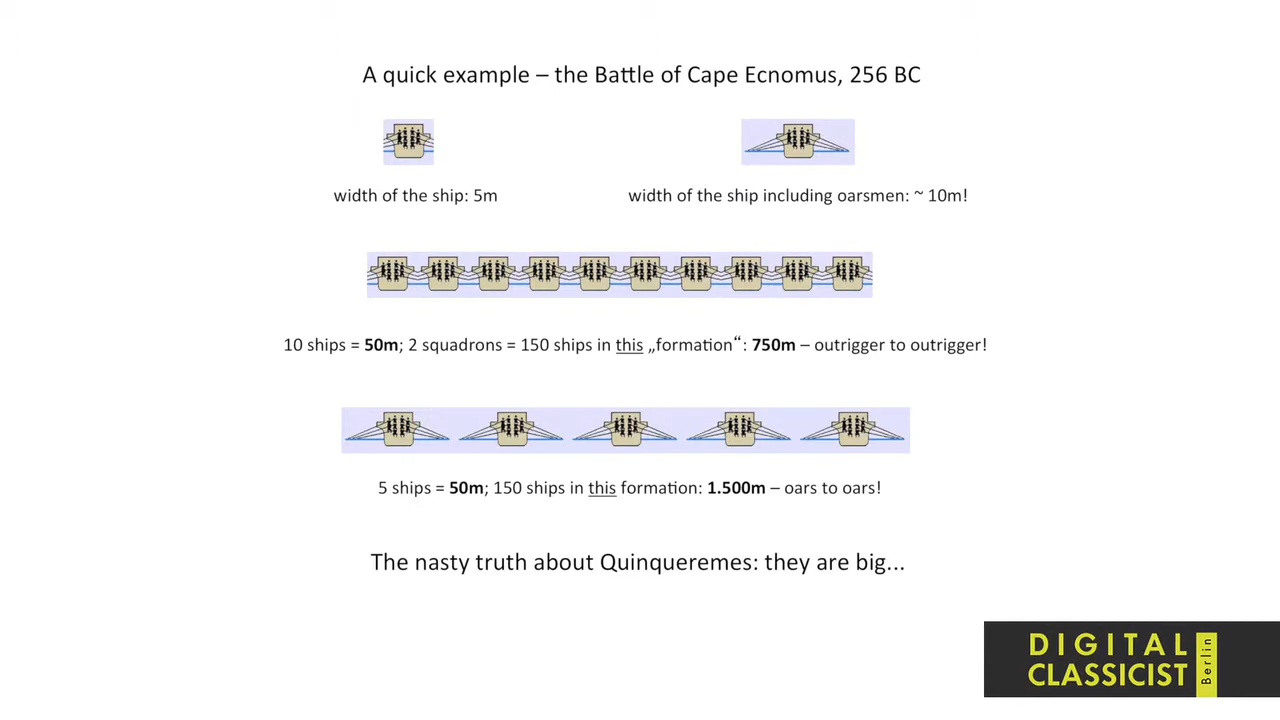 A quick example – the Battle of Cape Ecnomus, 256 BC
width of the ship: 5m
width of the ship including oarsmen: ~ 10m!
10 ships = 50m; 2 squadrons = 150 ships in this „formation“: 750m – outrigger to outrigger!
5 ships = 50m; 150 ships in this formation: 1.500m – oars to oars!
The nasty truth about Quinqueremes: they are big...
DIGITAL
CLASSICIST
Berlin